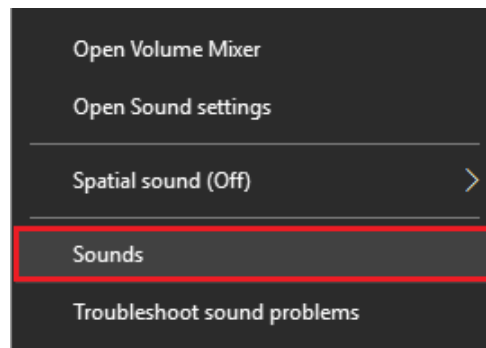 Open Volume Mixer
Open Sound settings
Spatial sound (Off)
Sounds
Troubleshoot sound problems